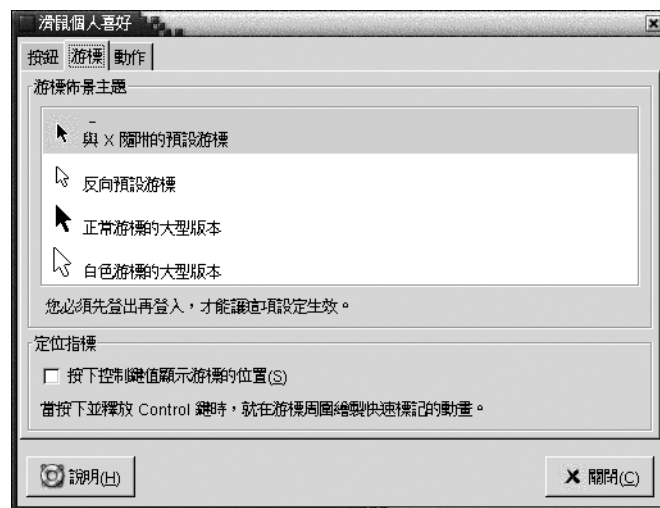 滑鼠個人喜好
按鈕 游標 動作
游標佈景主題
與 X 隨附的預設游標
反向預設游標
正常游標的大型版本
白色游標的大型版本
您必須先登出再登入，才能讓這項設定生效。
定位指標
按下控制鍵值顯示游標的位置(S)
當按下並釋放 Control 鍵時，就在游標周圍繪製快速標記的動畫。
說明(H) 關閉(C)